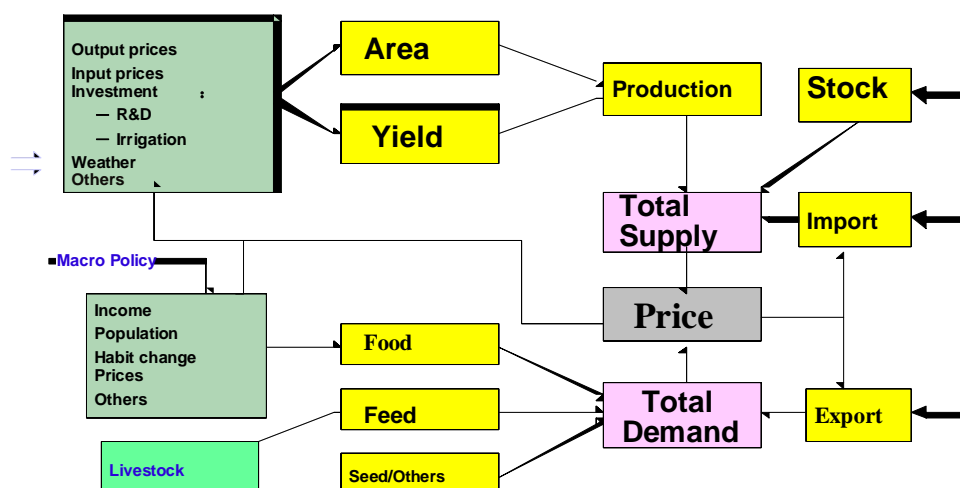 Output prices
Input prices
Investment :
— R&D
— Irrigation
Weather
Others
Area
Yield
Production
Stock
Total
Supply
Import
Macro Policy
Income
Population
Habit change
Prices
Others
Price
Food
Feed
Total
Demand
Export
Livestock
Seed/Others